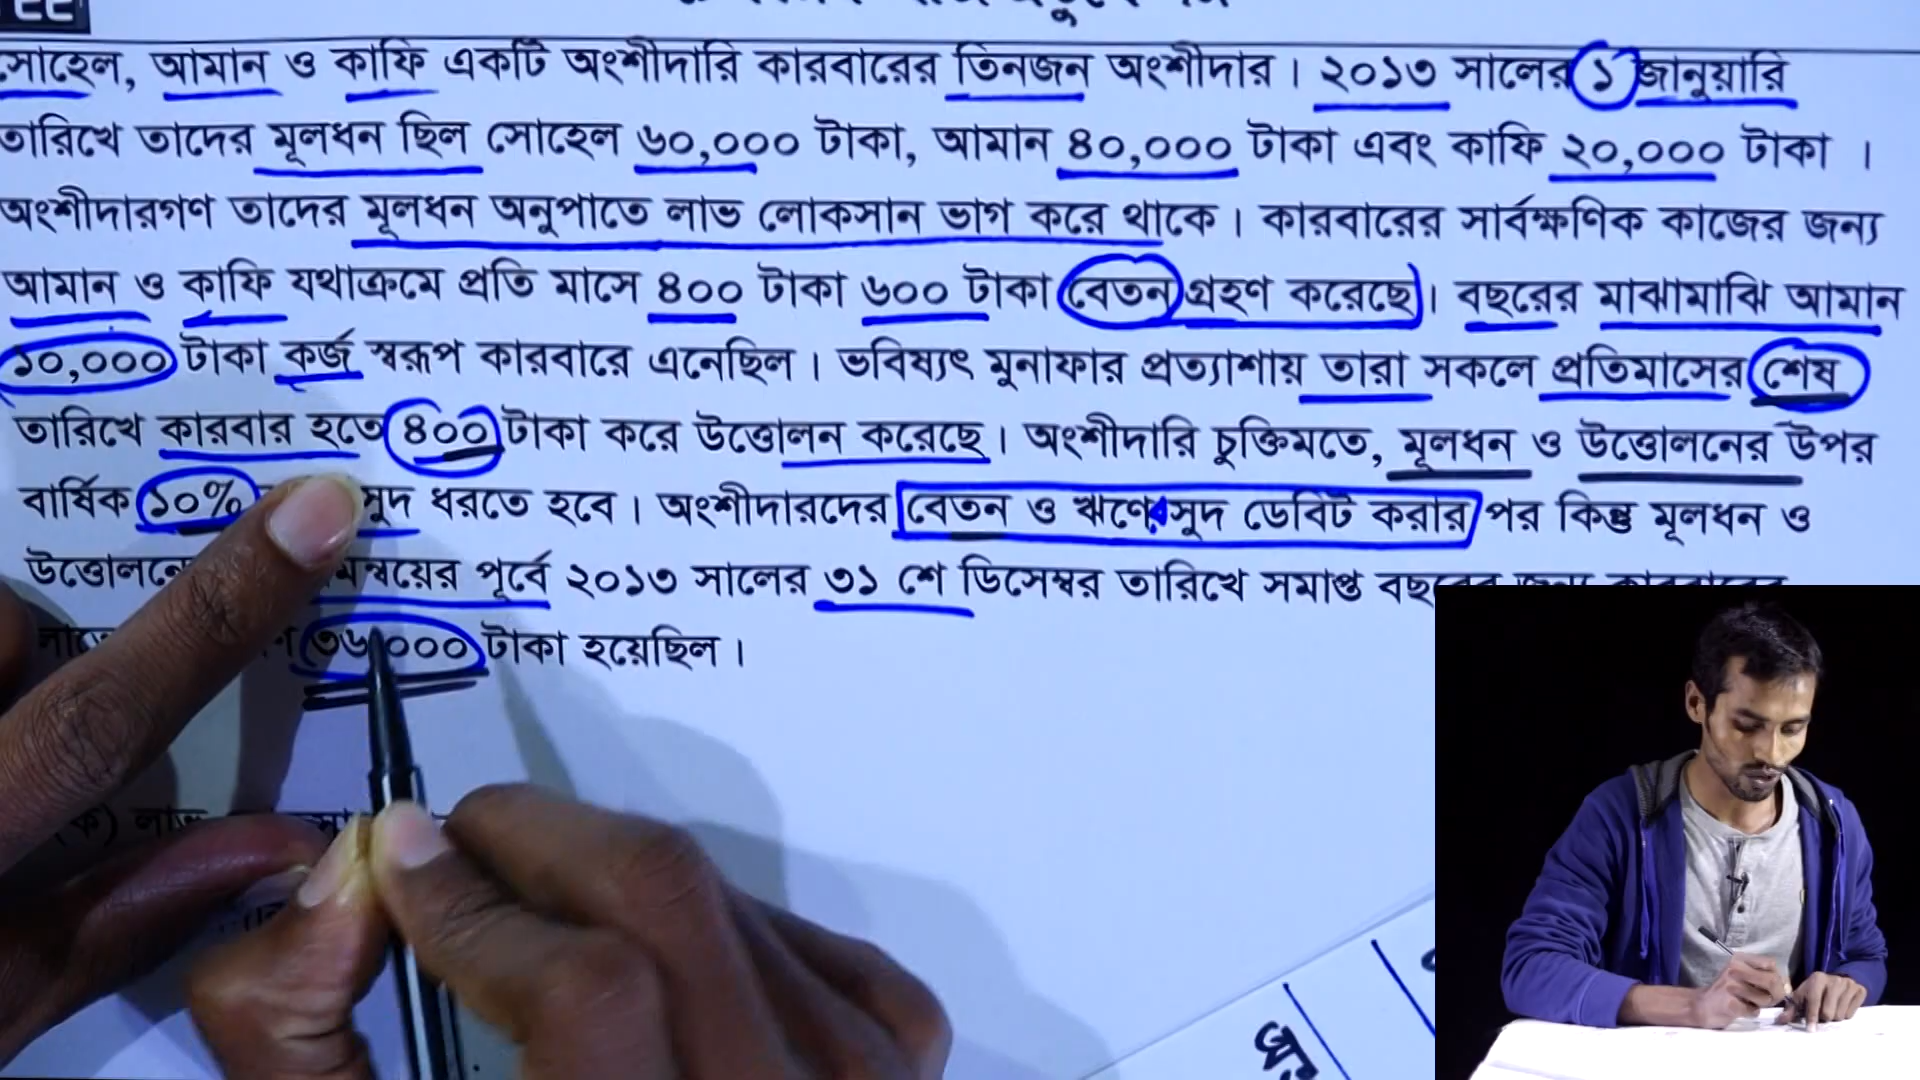 সোহেল, আমান ও কাফি একটি অংশীদারি কারবারের তিনজন অংশীদার। ২০১৩ সালের ১ জানুয়ারি
তারিখে তাদের মূলধন ছিল সোহেল ৬০,০০০ টাকা, আমান ৪০,০০০ টাকা এবং কাফি ২০,০০০ টাকা ।
অংশীদারগণ তাদের মূলধন অনুপাতে লাভ লোকসান ভাগ করে থাকে। কারবারের সার্বক্ষণিক কাজের জন্য
আমান ও কাফি যথাক্রমে প্রতি মাসে ৪০০ টাকা ৬০০ টাকা বেতন গ্রহণ করেছে। বছরের মাঝামাঝি আমান
১০,০০০ টাকা কর্জ স্বরূপ কারবারে এনেছিল। ভবিষ্যৎ মুনাফার প্রত্যাশায় তারা সকলে প্রতিমাসের শেষ
তারিখে কারবার হতে ৪০০ টাকা করে উত্তোলন করেছে। অংশীদারি চুক্তিমতে, মূলধন ও উত্তোলনের উপর
বার্ষিক ১০% সুদ ধরতে হবে। অংশীদারদের বেতন ও ঋণের সুদ ডেবিট করার পর কিন্তু মূলধন ও
পূর্বে ২০১৩ সালের ৩১ শে ডিসেম্বর তারিখে সমাপ্ত
৩৬,০০০ টাকা হয়েছিল।
(ক)